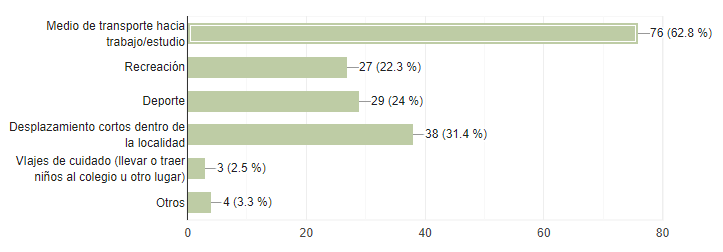 Medio de transporte hacia
trabajo/estudio
76 (62.8 %)
Recreación
27 (22.3 %)
Deporte
29 (24 %)
Desplazamiento cortos dentro de
la localidad
38 (31.4 %)
VIajes de cuidado (llevar o traer
niños al colegio u otro lugar)
3 (2.5 %)
Otros
4 (3.3 %)
0 20 40 60 80